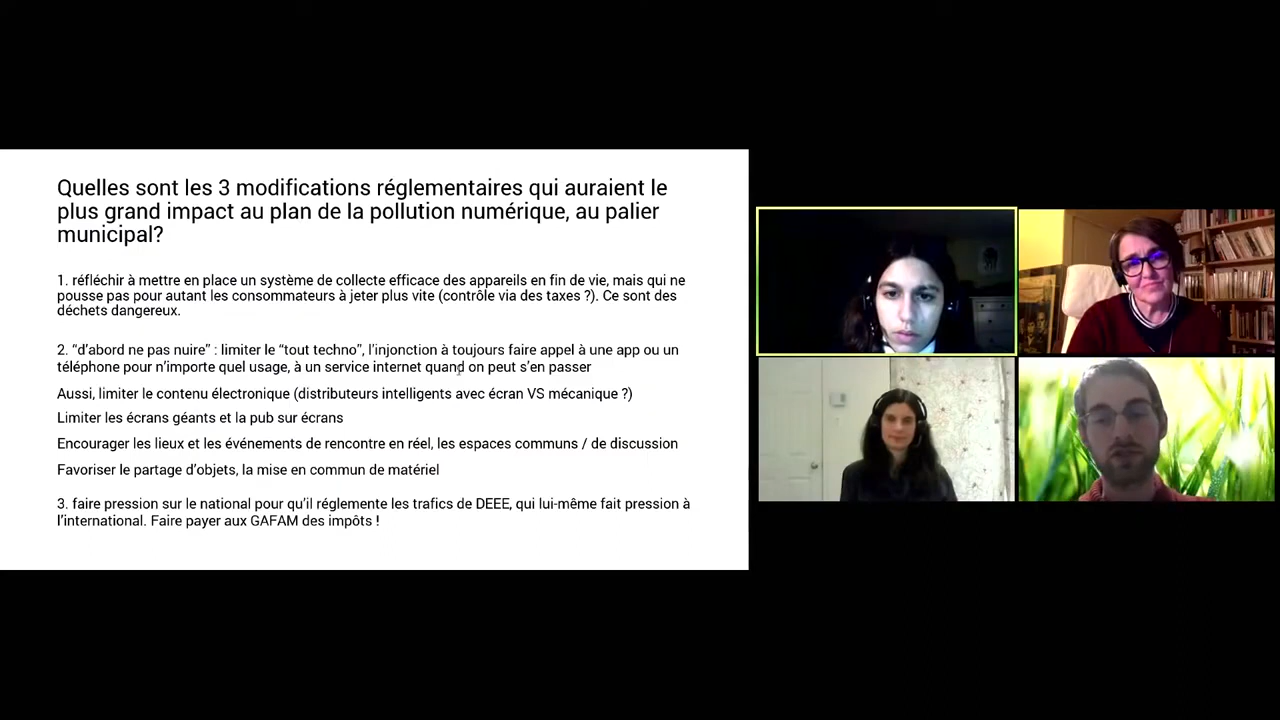 Quelles sont les 3 modifications réglementaires qui auraient le
plus grand impact au plan de la pollution numérique, au palier
municipal?
1. réfléchir à mettre en place un système de collecte efficace des appareils en fin de vie, mais qui ne
pousse pas pour autant les consommateurs à jeter plus vite (contrôle via des taxes ?). Ce sont des
déchets dangereux.
2. “d’abord ne pas nuire” : limiter le “tout techno”, l’injonction à toujours faire appel à une app ou un
téléphone pour n’importe quel usage, à un service internet quand on peut s’en passer
Aussi, limiter le contenu électronique (distributeurs intelligents avec écran VS mécanique ?)
Limiter les écrans géants et la pub sur écrans
Encourager les lieux et les événements de rencontre en réel, les espaces communs / de discussion
Favoriser le partage d’objets, la mise en commun de matériel
3. faire pression sur le national pour qu’il réglemente les trafics de DEEE, qui lui-même fait pression à
l’international. Faire payer aux GAFAM des impôts !